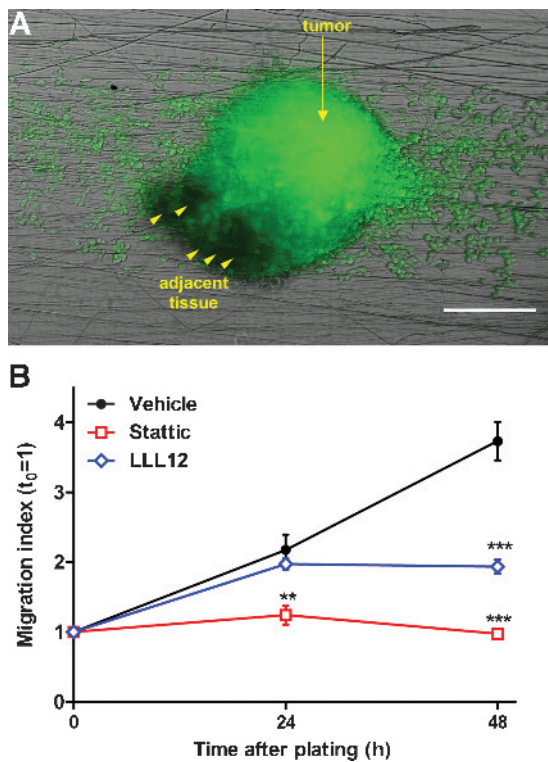 A
tumor
adjacent
tissue
B
Vehicle
Stattic
LLL12
Migration index (t0=1)
4
3
2
1
0
***
**
***
0
24
48
Time after plating (h)